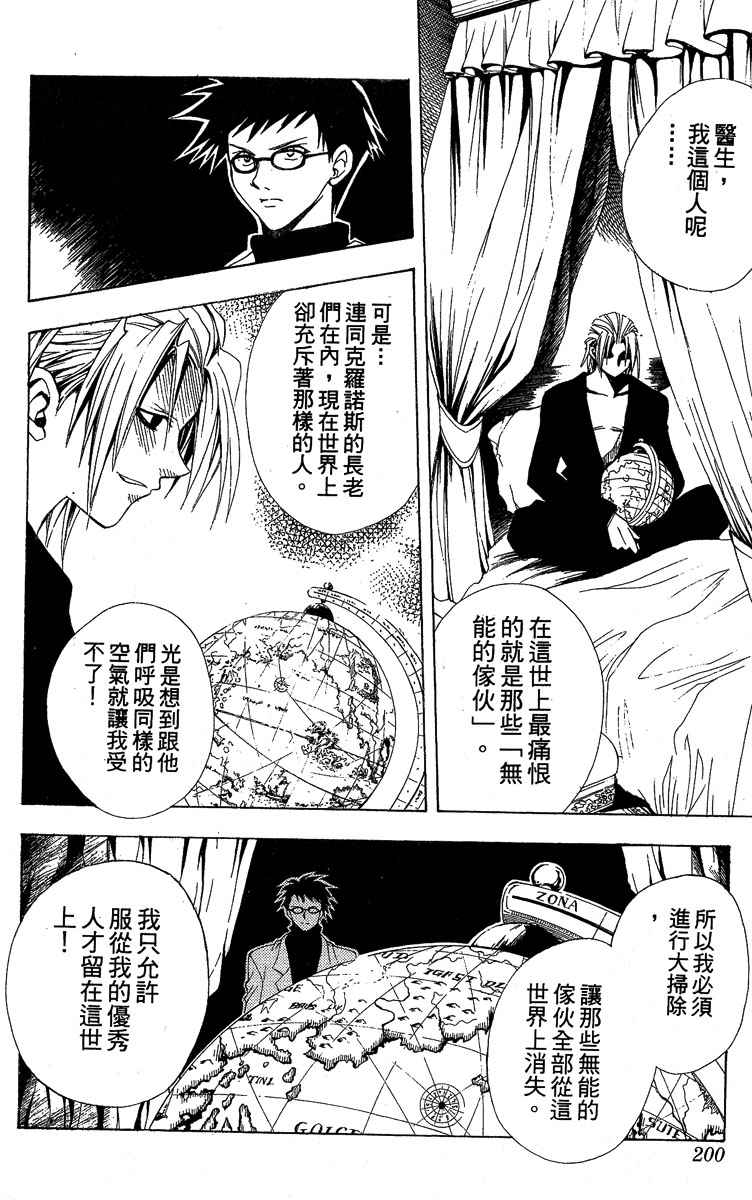 醫生，
我這個人呢
……
在這世上最痛恨
的就是那些「無
能的傢伙」。
可是…
連同克羅諾斯的長老
們在內，現在世界上
卻充斥著那樣的人。
光是想到跟他
們呼吸同樣的
空氣就讓我受
不了！
所以我必須
進行大掃除
，
讓那些無能的
傢伙全部從這
世界上消失。
我只允許
服從我的優秀
人才留在這世
上！
ZONA
TINI
SUTE
200